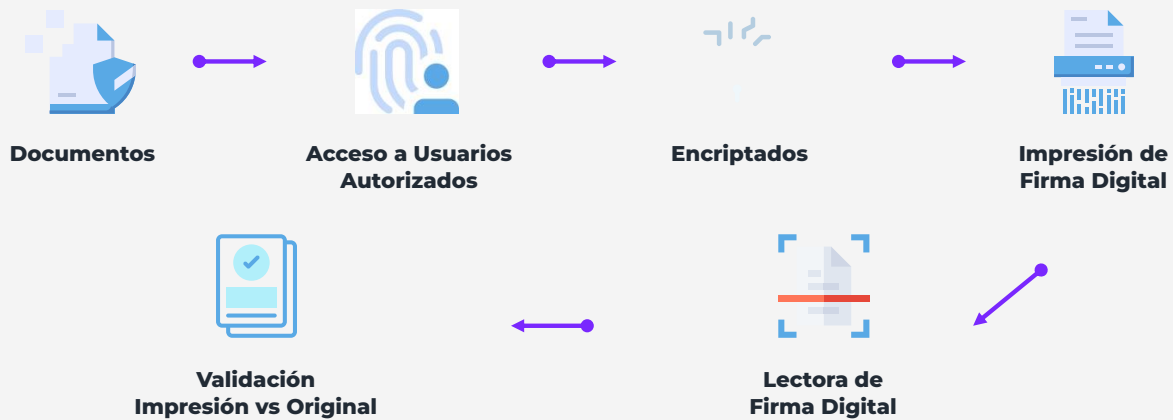 Documentos
Acceso a Usuarios
Autorizados
Encriptados
Impresión de
Firma Digital
Validación
Impresión vs Original
Lectora de
Firma Digital